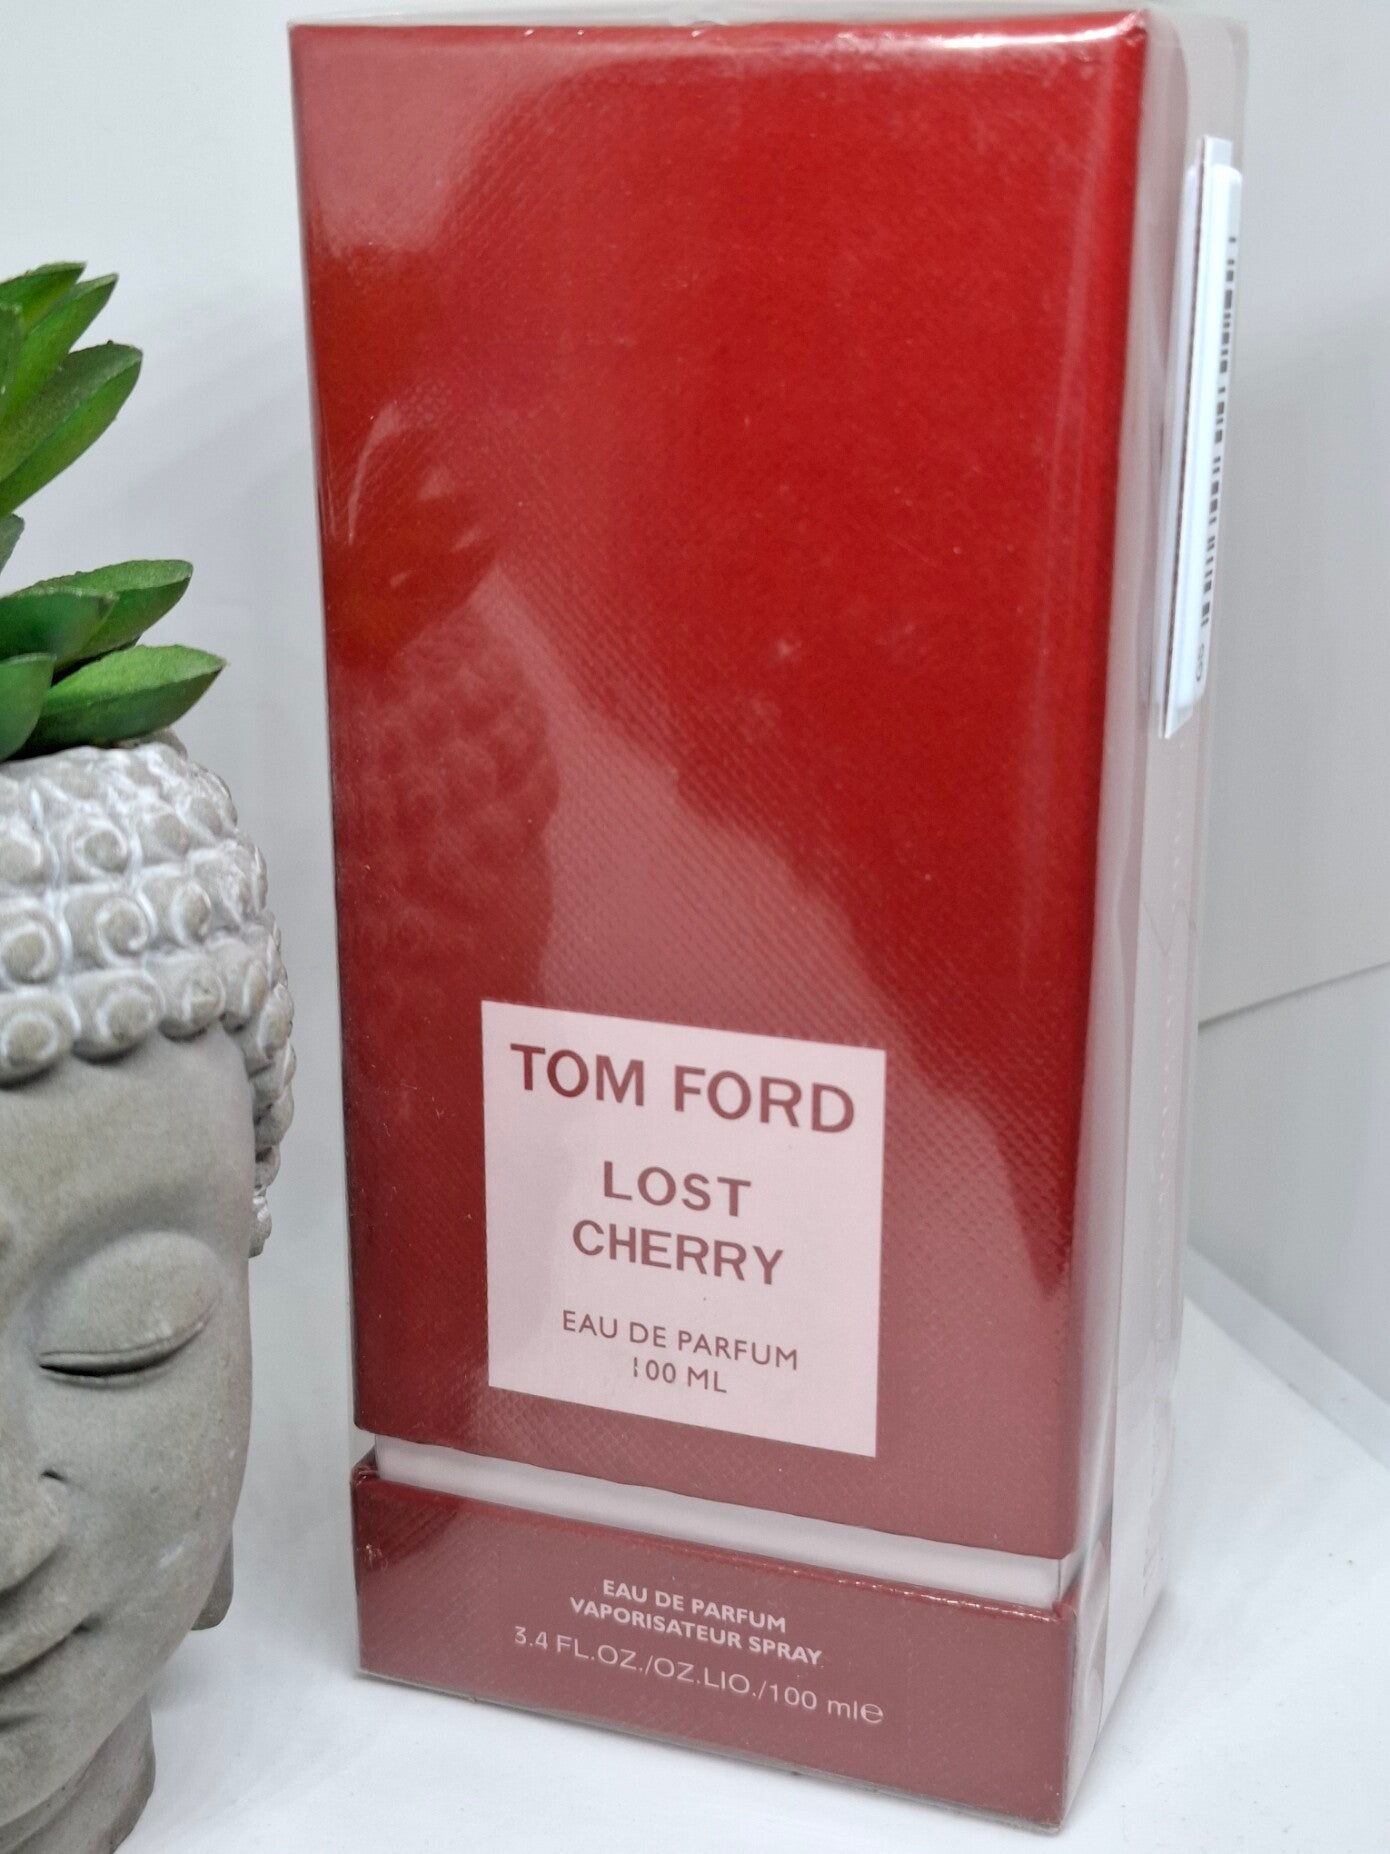 TOM FORD
LOST
CHERRY
EAU DE PARFUM
100 ML
EAU DE PARFUM
VAPORISATEUR SPRAY
3.4 FL.OZ./OZ.LIO./100 ml℮